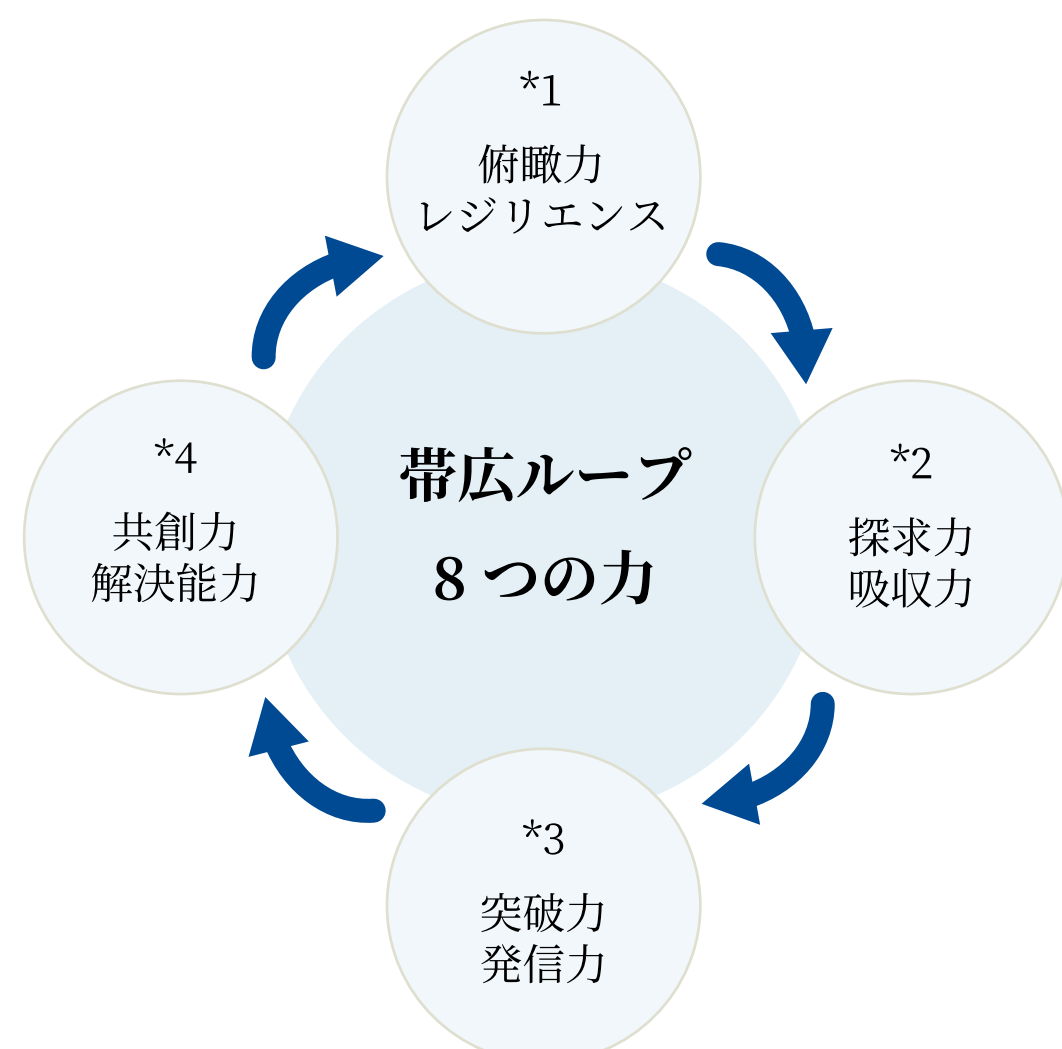 *1
俯瞰力
レジリエンス
*4
共創力
解決能力
帯広ループ
8つの力
*2
探求力
吸収力
*3
突破力
発信力